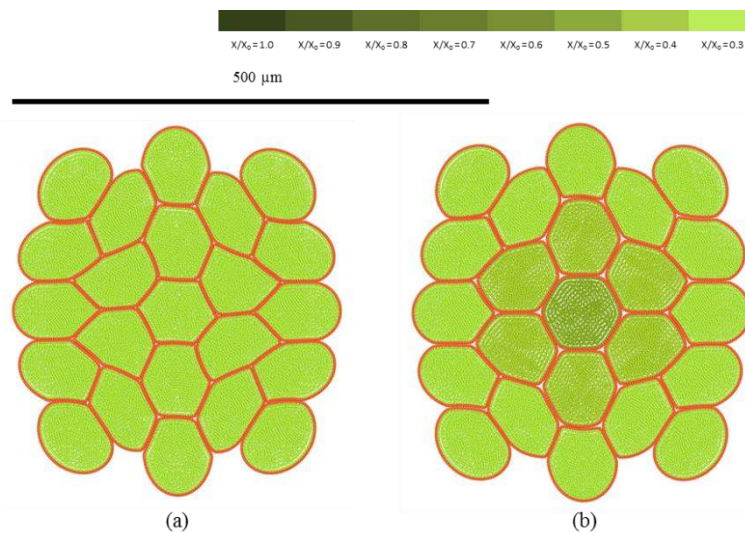 X/X₀ = 1.0 X/X₀ = 0.9 X/X₀ = 0.8 X/X₀ = 0.7 X/X₀ = 0.6 X/X₀ = 0.5 X/X₀ = 0.4 X/X₀ = 0.3
500 µm
(a) (b)